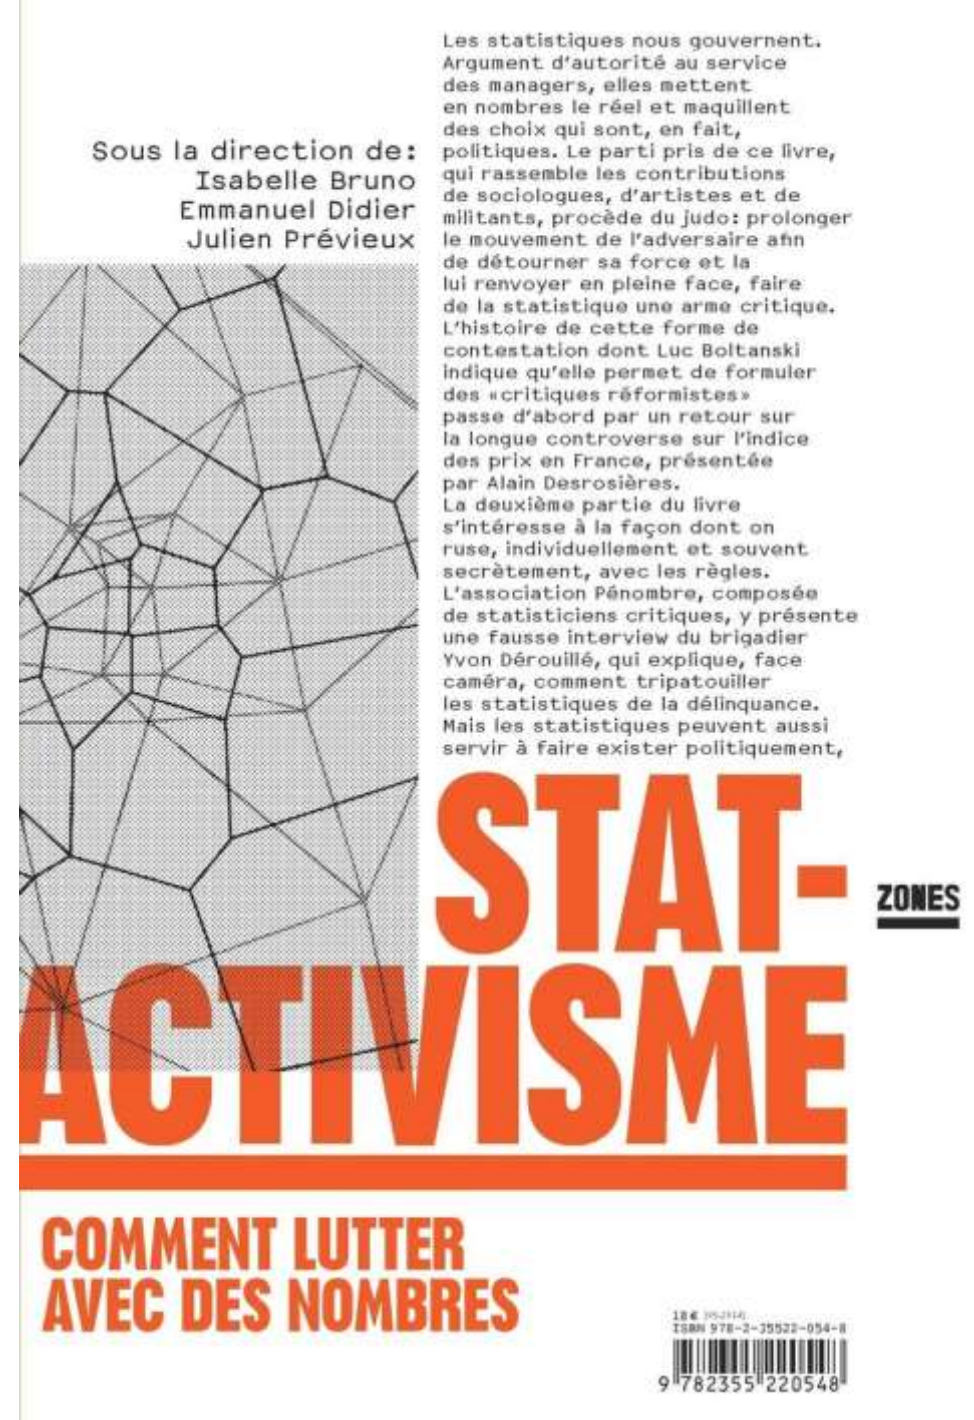 Sous la direction de:
Isabelle Bruno
Emmanuel Didier
Julien Prévieux
Les statistiques nous gouvernent.
Argument d'autorité au service
des managers, elles mettent
en nombres le réel et maquillent
des choix qui sont, en fait,
politiques. Le parti pris de ce livre,
qui rassemble les contributions
de sociologues, d'artistes et de
militants, procède du judo: prolonger
le mouvement de l'adversaire afin
de détourner sa force et la
lui renvoyer en pleine face, faire
de la statistique une arme critique.
L'histoire de cette forme de
contestation dont Luc Boltanski
indique qu'elle permet de formuler
des «critiques réformistes»
passe d'abord par un retour sur
la longue controverse sur l'indice
des prix en France, présentée
par Alain Desrosières.
La deuxième partie du livre
s'intéresse à la façon dont on
ruse, individuellement et souvent
secrètement, avec les règles.
L'association Pénombre, composée
de statisticiens critiques, y présente
une fausse interview du brigadier
Yvon Dérouillé, qui explique, face
caméra, comment tripatouiller
les statistiques de la délinquance.
Mais les statistiques peuvent aussi
servir à faire exister politiquement,
STAT-
ACTIVISME
ZONES
COMMENT LUTTER
AVEC DES NOMBRES
18 €
ISBN 978-2-35522-054-8
9 782355 220548